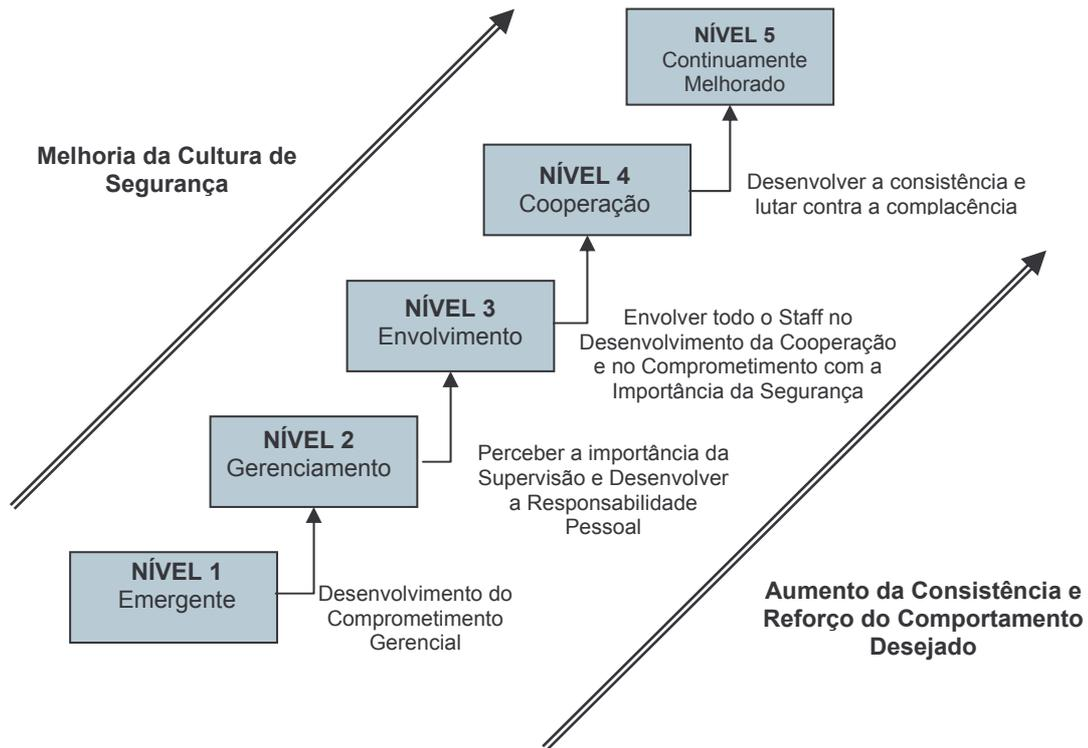 NÍVEL 5
Continuamente
Melhorado
Melhoria da Cultura de
Segurança
NÍVEL 4
Cooperação
Desenvolver a consistência e
lutar contra a complacência
NÍVEL 3
Envolvimento
Envolver todo o Staff no
Desenvolvimento da Cooperação
e no Comprometimento com a
Importância da Segurança
NÍVEL 2
Gerenciamento
Perceber a importância da
Supervisão e Desenvolver
a Responsabilidade
Pessoal
NÍVEL 1
Emergente
Desenvolvimento do
Comprometimento
Gerencial
Aumento da Consistência e
Reforço do Comportamento
Desejado